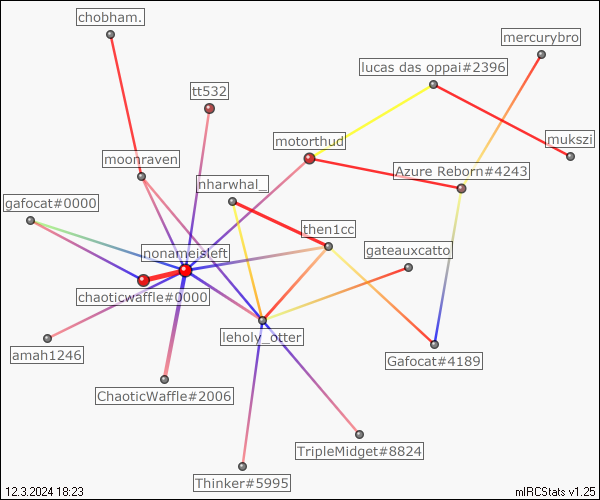 chobham.
mercurybro
lucas das oppai#2396
tt532
motorthud
mukszi
moonraven
Azure Reborn#4243
nharwhal_
gafocat#0000
then1cc
nonameisleft
gateauxcatto
chaoticwaffle#0000
leholy_otter
amah1246
Gafocat#4189
ChaoticWaffle#2006
TripleMidget#8824
Thinker#5995
12.3.2024 18:23
mIRCStats v1.25